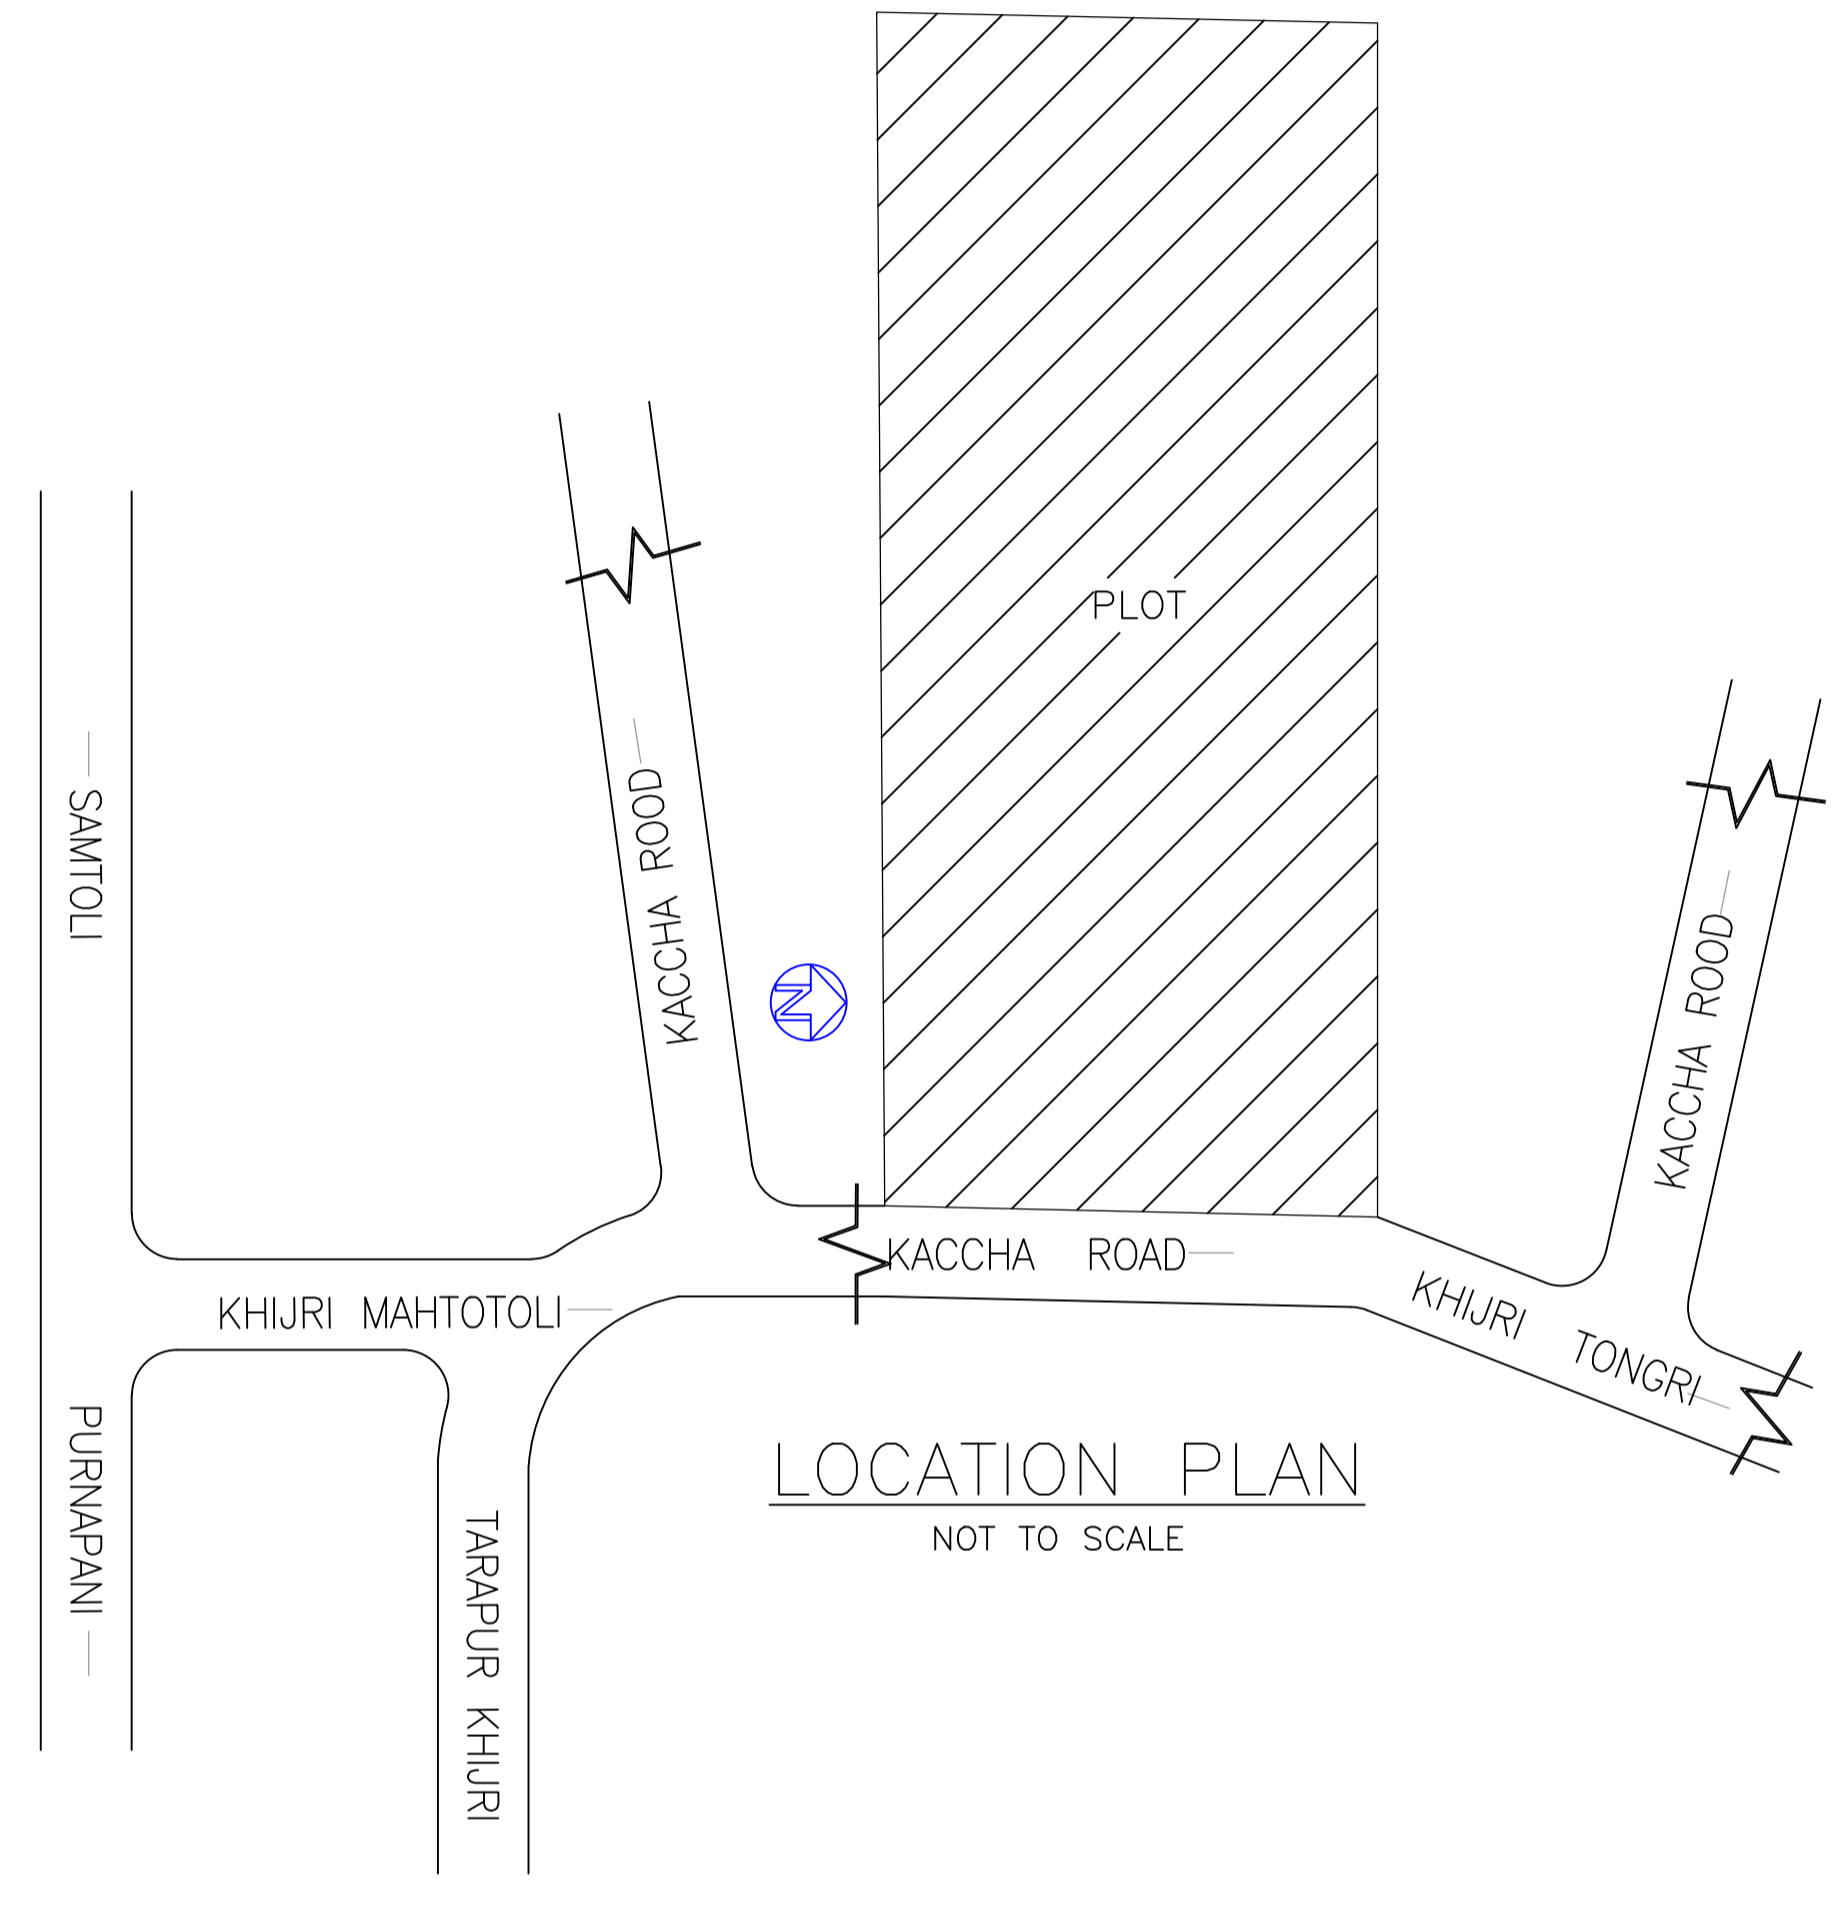 PLOT
SAMTOLI
KACCHA ROOD
N
KACCHA ROOD
KACCHA ROAD
KHIJRI MAHTOTOLI
KHIJRI TONGRI
PURNAPANI
TARAPUR KHIJRI
LOCATION PLAN
NOT TO SCALE